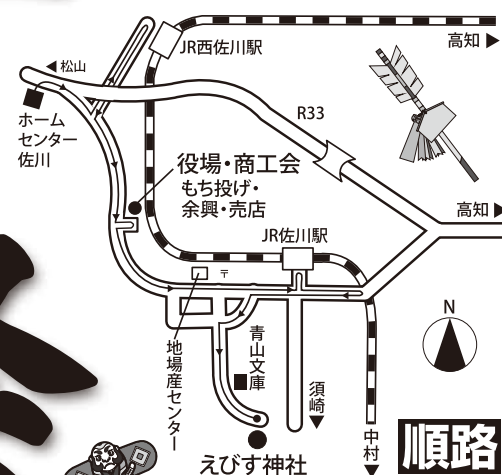 JR西佐川駅
高知
松山
ホーム
センター
佐川
R33
役場・商工会
もち投げ・
余興・売店
高知
JR佐川駅
〒
N
地場産センター
青山文庫
須崎
中村
えびす神社
順路